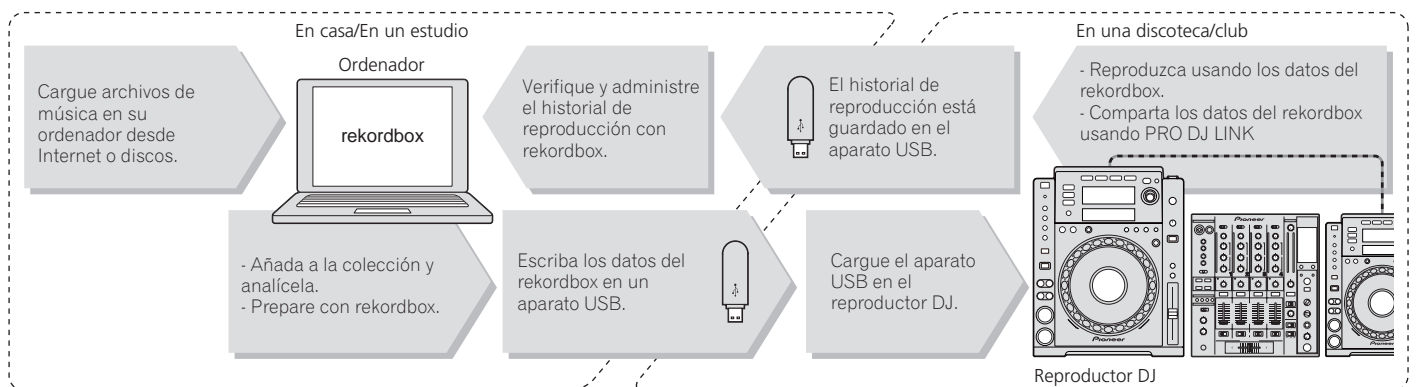 En casa/En un estudio
En una discoteca/club
Cargue archivos de
música en su
ordenador desde
Internet o discos.
Ordenador
rekordbox
Verifique y administre
el historial de
reproducción con
rekordbox.
El historial de
reproducción está
guardado en el
aparato USB.
- Reproduzca usando los datos del
rekordbox.
- Comparta los datos del rekordbox
usando PRO DJ LINK
- Añada a la colección y
analícela.
- Prepare con rekordbox.
Escriba los datos del
rekordbox en un
aparato USB.
Cargue el aparato
USB en el
reproductor DJ.
Pioneer
Pioneer
Pioneer
Reproductor DJ